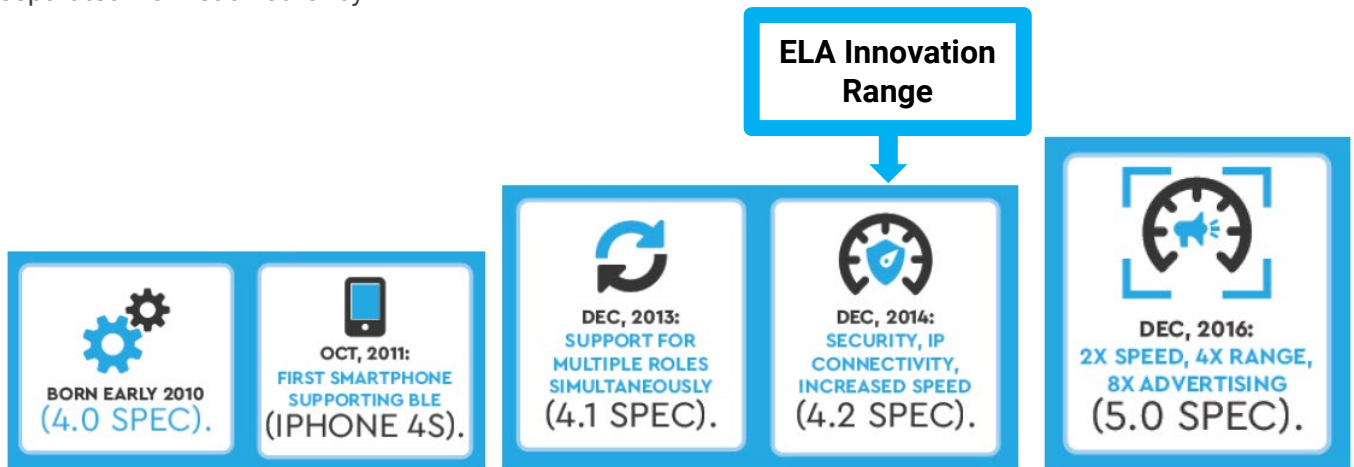 ELA Innovation
Range
BORN EARLY 2010
(4.0 SPEC).
OCT, 2011:
FIRST SMARTPHONE
SUPPORTING BLE
(IPHONE 4S).
DEC, 2013:
SUPPORT FOR
MULTIPLE ROLES
SIMULTANEOUSLY
(4.1 SPEC).
DEC, 2014:
SECURITY, IP
CONNECTIVITY,
INCREASED SPEED
(4.2 SPEC).
DEC, 2016:
2X SPEED, 4X RANGE,
8X ADVERTISING
(5.0 SPEC).